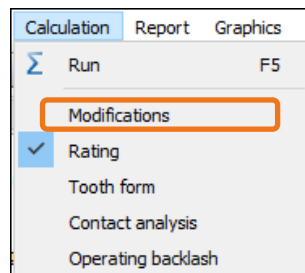 Calculation Report Graphics
Σ Run F5
Modifications
Rating
Tooth form
Contact analysis
Operating backlash